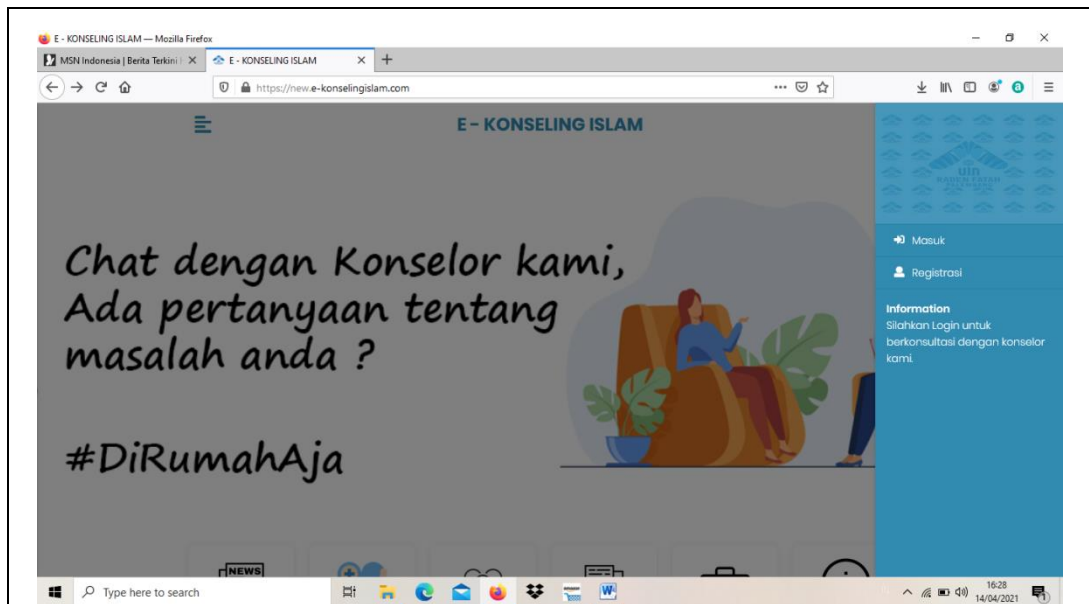 E - KONSELING ISLAM — Mozilla Firefox
MSN Indonesia | Berita Terkini
E - KONSELING ISLAM
https://new.e-konselingislam.com
E - KONSELING ISLAM
Chat dengan Konselor kami,
Ada pertanyaan tentang
masalah anda ?
#DiRumahAja
NEWS
uin
Masuk
Registrasi
Information
Silahkan Login untuk
berkonsultasi dengan konselor
kami.
Type here to search
16:28
14/04/2021